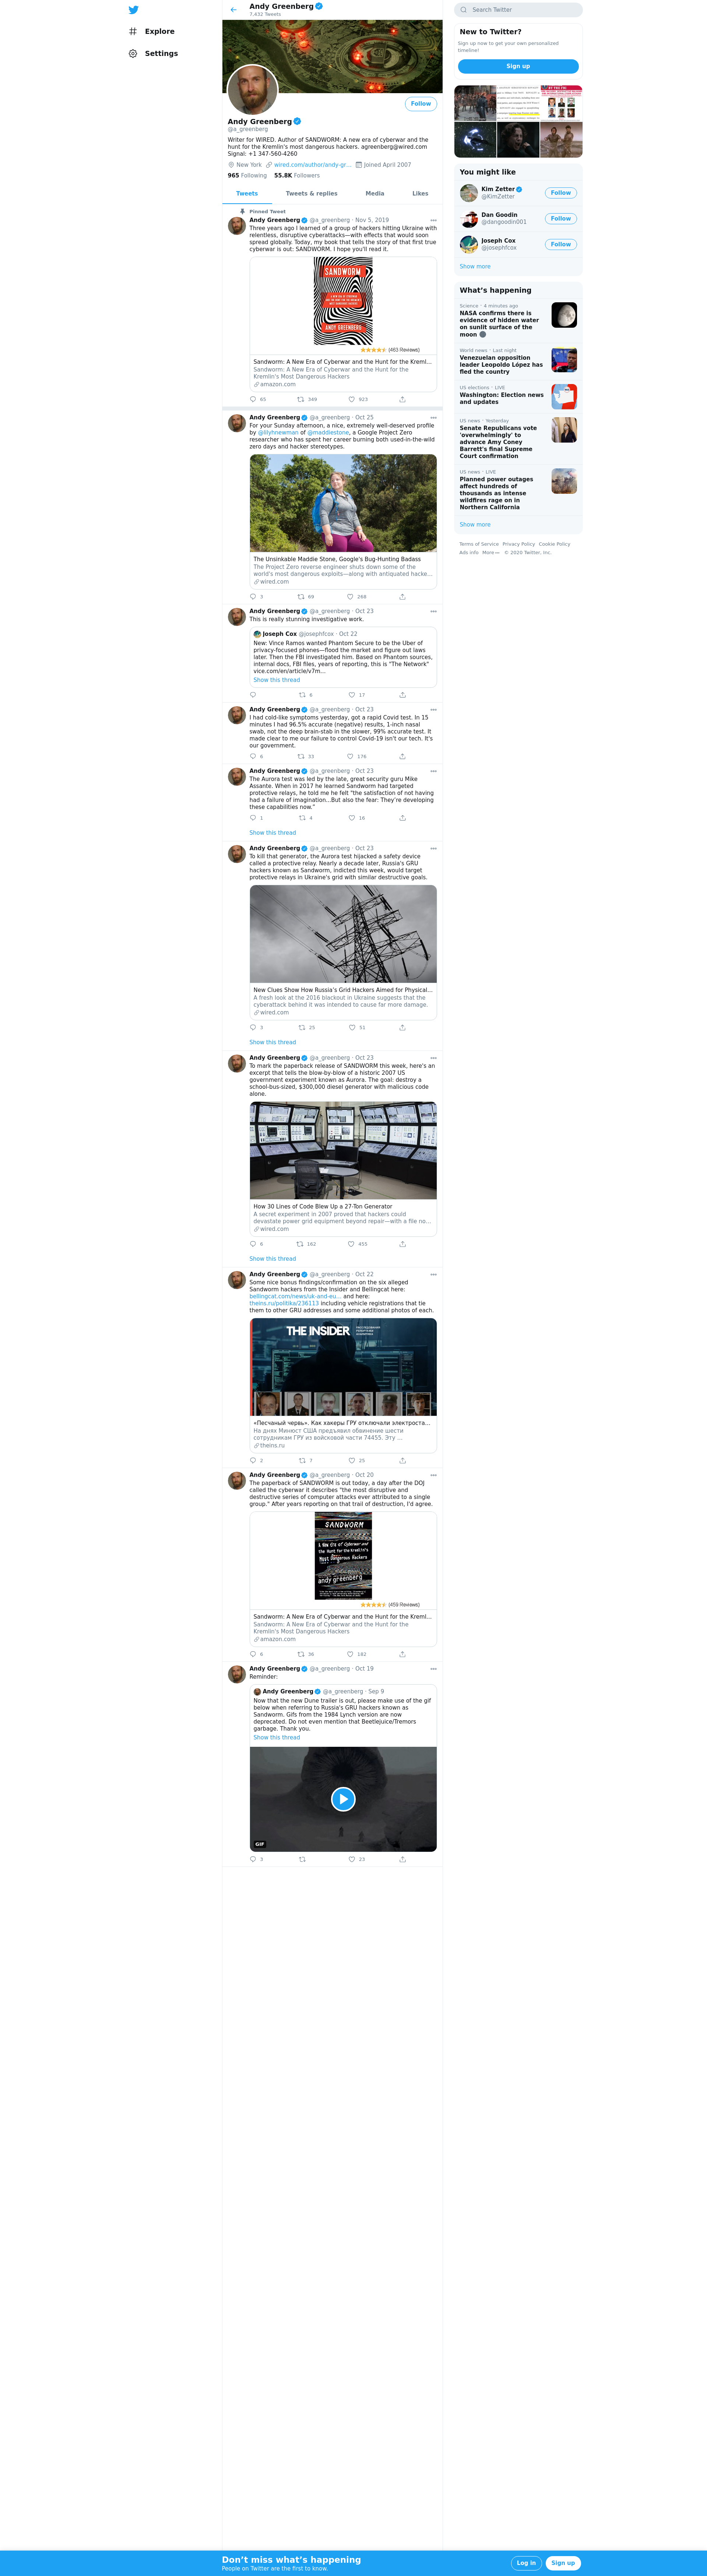 Explore
Settings
Andy Greenberg
7,432 Tweets
Follow
Andy Greenberg
@a_greenberg
Writer for WIRED. Author of SANDWORM: A new era of cyberwar and the
hunt for the Kremlin's most dangerous hackers. agreenberg@wired.com
Signal: +1 347-560-4260
New York wired.com/author/andy-gr… Joined April 2007
965 Following 55.8K Followers
Tweets Tweets & replies Media Likes
Pinned Tweet
Andy Greenberg @a_greenberg · Nov 5, 2019
Three years ago I learned of a group of hackers hitting Ukraine with
relentless, disruptive cyberattacks—with effects that would soon
spread globally. Today, my book that tells the story of that first true
cyberwar is out: SANDWORM. I hope you'll read it.
SANDWORM
A NEW ERA OF CYBERWAR
AND THE HUNT FOR THE KREMLIN'S
MOST DANGEROUS HACKERS
ANDY GREENBERG
(463 Reviews)
Sandworm: A New Era of Cyberwar and the Hunt for the Kreml…
Sandworm: A New Era of Cyberwar and the Hunt for the
Kremlin's Most Dangerous Hackers
amazon.com
65 349 923
Andy Greenberg @a_greenberg · Oct 25
For your Sunday afternoon, a nice, extremely well-deserved profile
by @lilyhnewman of @maddiestone, a Google Project Zero
researcher who has spent her career burning both used-in-the-wild
zero days and hacker stereotypes.
The Unsinkable Maddie Stone, Google's Bug-Hunting Badass
The Project Zero reverse engineer shuts down some of the
world's most dangerous exploits—along with antiquated hacke…
wired.com
3 69 268
Andy Greenberg @a_greenberg · Oct 23
This is really stunning investigative work.
Joseph Cox @josephfcox · Oct 22
New: Vince Ramos wanted Phantom Secure to be the Uber of
privacy-focused phones—flood the market and figure out laws
later. Then the FBI investigated him. Based on Phantom sources,
internal docs, FBI files, years of reporting, this is "The Network"
vice.com/en/article/v7m…
Show this thread
6 17
Andy Greenberg @a_greenberg · Oct 23
I had cold-like symptoms yesterday, got a rapid Covid test. In 15
minutes I had 96.5% accurate (negative) results, 1-inch nasal
swab, not the deep brain-stab in the slower, 99% accurate test. It
made clear to me our failure to control Covid-19 isn't our tech. It's
our government.
6 33 176
Andy Greenberg @a_greenberg · Oct 23
The Aurora test was led by the late, great security guru Mike
Assante. When in 2017 he learned Sandworm had targeted
protective relays, he told me he felt "the satisfaction of not having
had a failure of imagination...But also the fear: They're developing
these capabilities now."
1 4 16
Show this thread
Andy Greenberg @a_greenberg · Oct 23
To kill that generator, the Aurora test hijacked a safety device
called a protective relay. Nearly a decade later, Russia's GRU
hackers known as Sandworm, indicted this week, would target
protective relays in Ukraine's grid with similar destructive goals.
New Clues Show How Russia's Grid Hackers Aimed for Physical…
A fresh look at the 2016 blackout in Ukraine suggests that the
cyberattack behind it was intended to cause far more damage.
wired.com
3 25 51
Show this thread
Andy Greenberg @a_greenberg · Oct 23
To mark the paperback release of SANDWORM this week, here's an
excerpt that tells the blow-by-blow of a historic 2007 US
government experiment known as Aurora. The goal: destroy a
school-bus-sized, $300,000 diesel generator with malicious code
alone.
How 30 Lines of Code Blew Up a 27-Ton Generator
A secret experiment in 2007 proved that hackers could
devastate power grid equipment beyond repair—with a file no…
wired.com
6 162 455
Show this thread
Andy Greenberg @a_greenberg · Oct 22
Some nice bonus findings/confirmation on the six alleged
Sandworm hackers from the Insider and Bellingcat here:
bellingcat.com/news/uk-and-eu… and here:
theins.ru/politika/236113 including vehicle registrations that tie
them to other GRU addresses and some additional photos of each.
THE INSIDER
«Песчаный червь». Как хакеры ГРУ отключали электроста…
На днях Минюст США предъявил обвинение шести
сотрудникам ГРУ из войсковой части 74455. Эту …
theins.ru
2 7 25
Andy Greenberg @a_greenberg · Oct 20
The paperback of SANDWORM is out today, a day after the DOJ
called the cyberwar it describes "the most disruptive and
destructive series of computer attacks ever attributed to a single
group." After years reporting on that trail of destruction, I'd agree.
SANDWORM
A New Era of Cyberwar and
the Hunt for the Kremlin's
Most Dangerous Hackers
andy greenberg
(459 Reviews)
Sandworm: A New Era of Cyberwar and the Hunt for the Kreml…
Sandworm: A New Era of Cyberwar and the Hunt for the
Kremlin's Most Dangerous Hackers
amazon.com
6 36 182
Andy Greenberg @a_greenberg · Oct 19
Reminder:
Andy Greenberg @a_greenberg · Sep 9
Now that the new Dune trailer is out, please make use of the gif
below when referring to Russia's GRU hackers known as
Sandworm. Gifs from the 1984 Lynch version are now
deprecated. Do not even mention that Beetlejuice/Tremors
garbage. Thank you.
Show this thread
GIF
3 23
Search Twitter
New to Twitter?
Sign up now to get your own personalized
timeline!
Sign up
You might like
Kim Zetter
@KimZetter
Follow
Dan Goodin
@dangoodin001
Follow
Joseph Cox
@josephfcox
Follow
Show more
What's happening
Science · 4 minutes ago
NASA confirms there is
evidence of hidden water
on sunlit surface of the
moon
World news · Last night
Venezuelan opposition
leader Leopoldo López has
fled the country
US elections · LIVE
Washington: Election news
and updates
US news · Yesterday
Senate Republicans vote
'overwhelmingly' to
advance Amy Coney
Barrett's final Supreme
Court confirmation
US news · LIVE
Planned power outages
affect hundreds of
thousands as intense
wildfires rage on in
Northern California
Show more
Terms of Service Privacy Policy Cookie Policy
Ads info More © 2020 Twitter, Inc.
Don't miss what's happening
People on Twitter are the first to know.
Log in Sign up